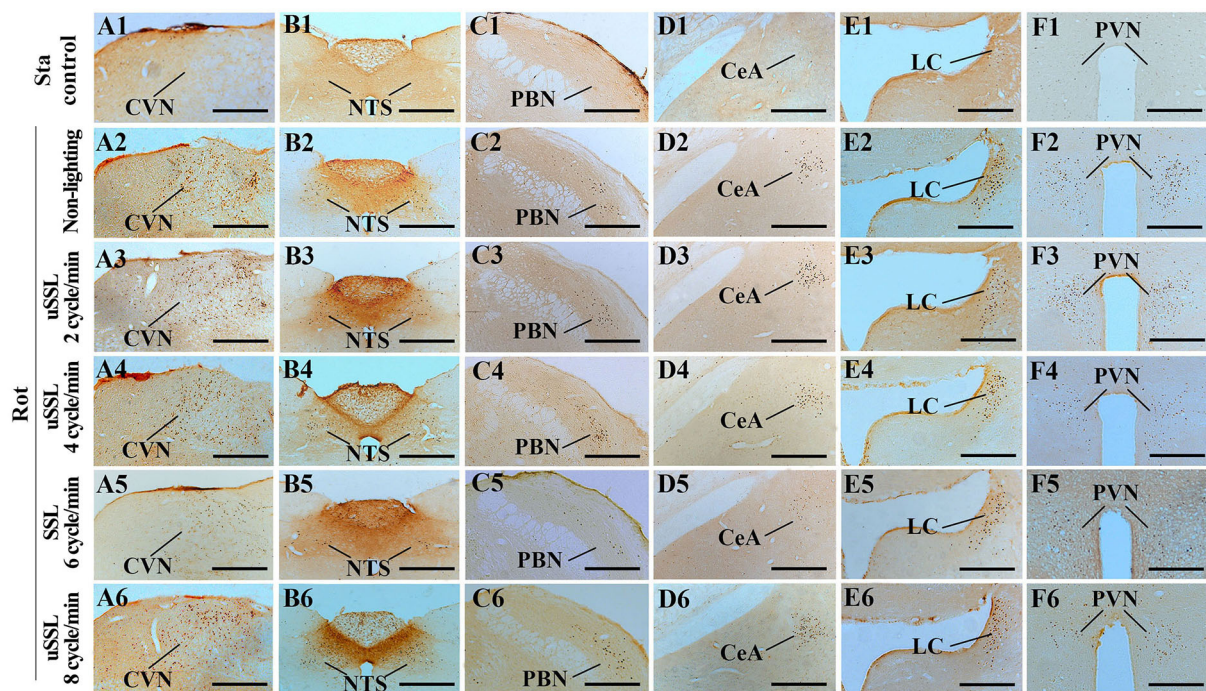 Sta control
A1 B1 C1 D1 E1 F1
CVN NTS PBN CeA LC PVN
Rot
Non-lighting
A2 B2 C2 D2 E2 F2
CVN NTS PBN CeA LC PVN
uSSL 2 cycle/min
A3 B3 C3 D3 E3 F3
CVN NTS PBN CeA LC PVN
uSSL 4 cycle/min
A4 B4 C4 D4 E4 F4
CVN NTS PBN CeA LC PVN
SSL 6 cycle/min
A5 B5 C5 D5 E5 F5
CVN NTS PBN CeA LC PVN
uSSL 8 cycle/min
A6 B6 C6 D6 E6 F6
CVN NTS PBN CeA LC PVN